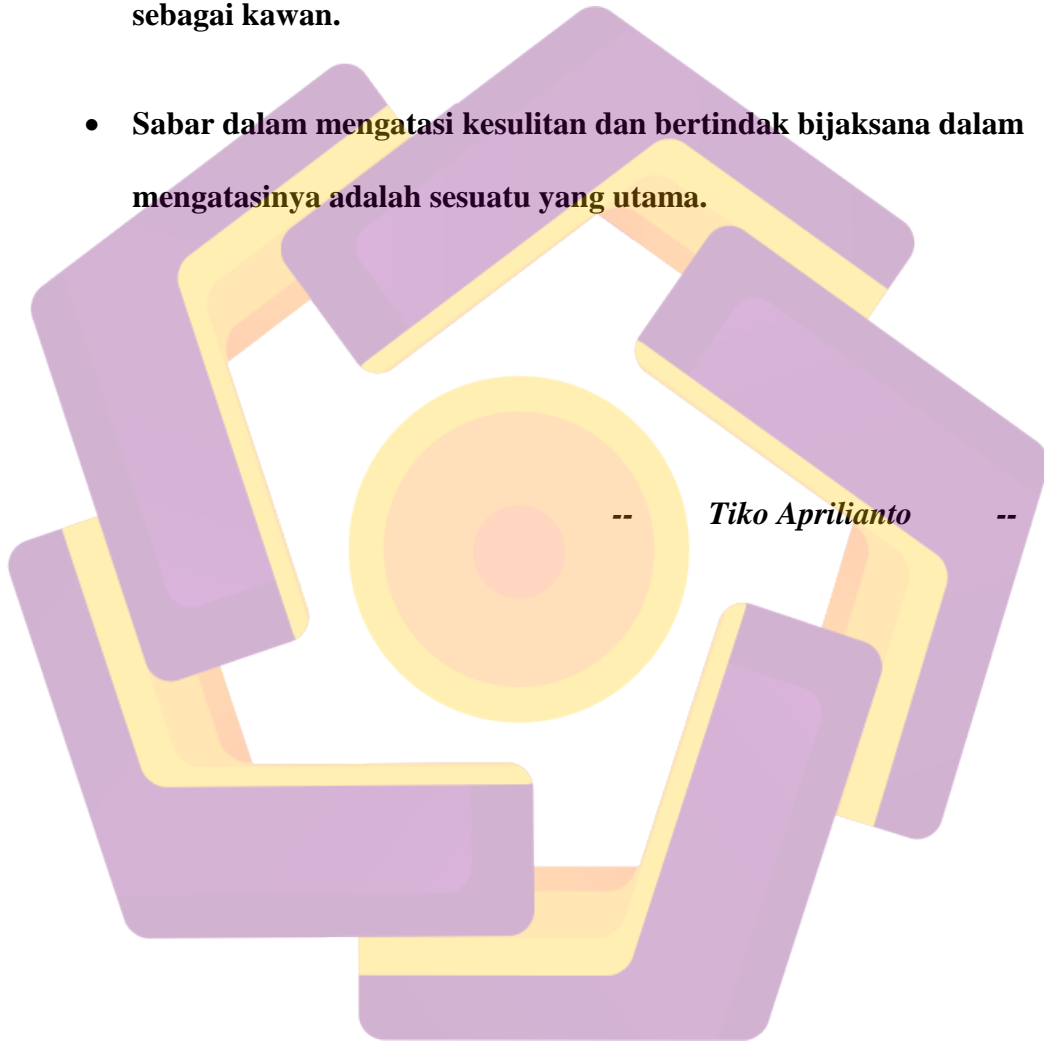 sebagai kawan.
• Sabar dalam mengatasi kesulitan dan bertindak bijaksana dalam
mengatasinya adalah sesuatu yang utama.
-- Tiko Aprilianto --